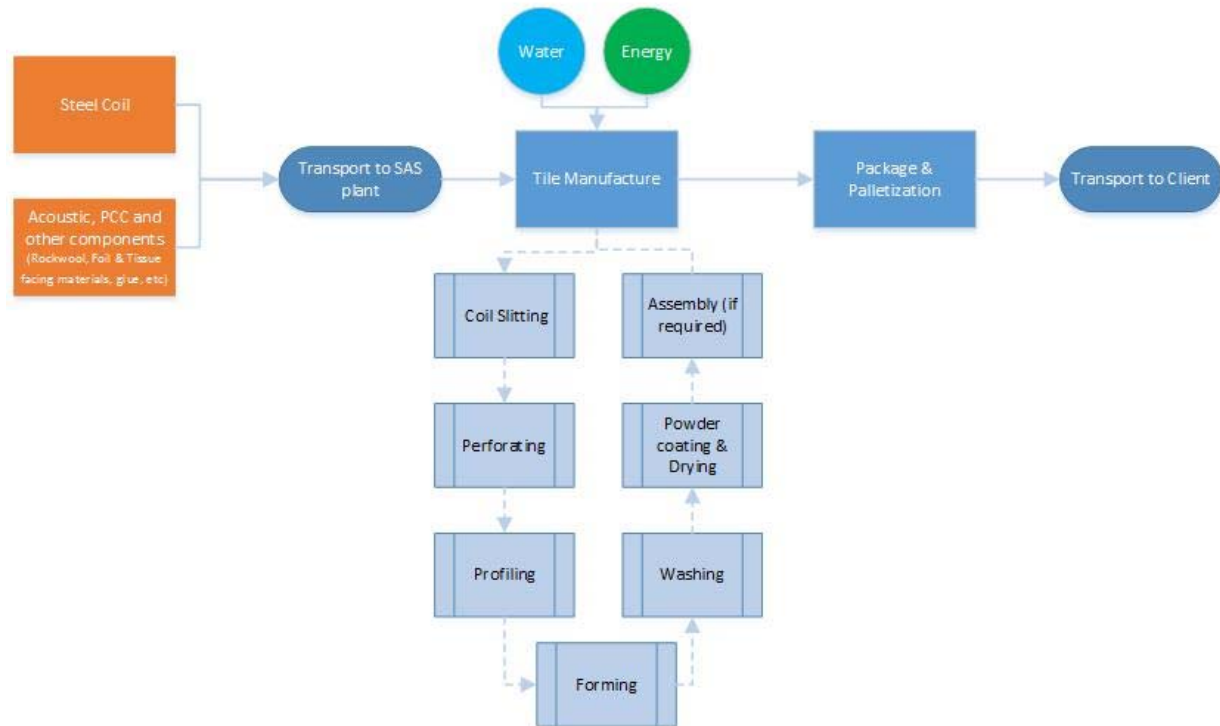 Water
Energy
Steel Coil
Transport to SAS
plant
Tile Manufacture
Package &
Palletization
Transport to Client
Acoustic, PCC and
other components
(Rockwool, Foil & Tissue
facing materials, glue, etc)
Coil Slitting
Perforating
Profiling
Forming
Washing
Powder
coating &
Drying
Assembly (if
required)